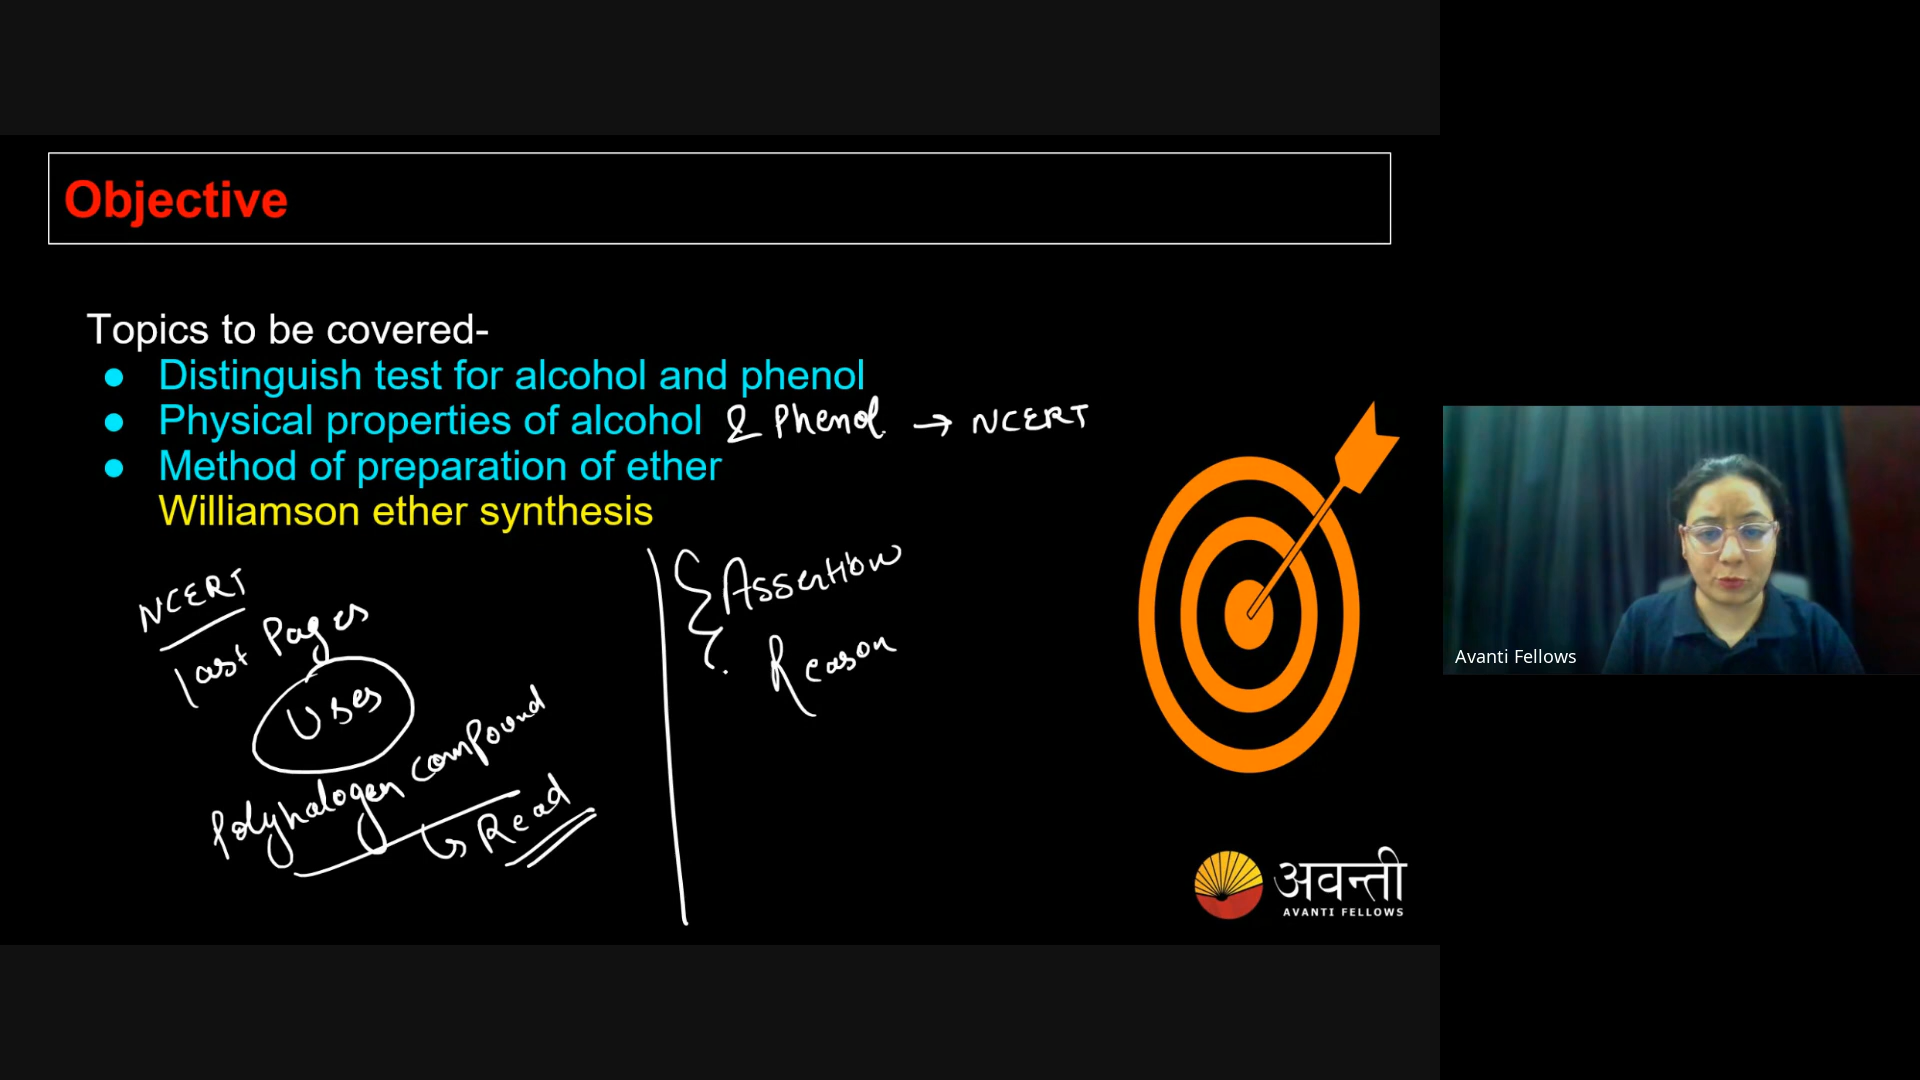 Objective
Topics to be covered-
● Distinguish test for alcohol and phenol
● Physical properties of alcohol & Phenol → NCERT
● Method of preparation of ether
Williamson ether synthesis
NCERT
last Pages
Uses
Polyhalogen compound
↳ Read
Assertion
Reason
Avanti Fellows
अवन्ती
AVANTI FELLOWS